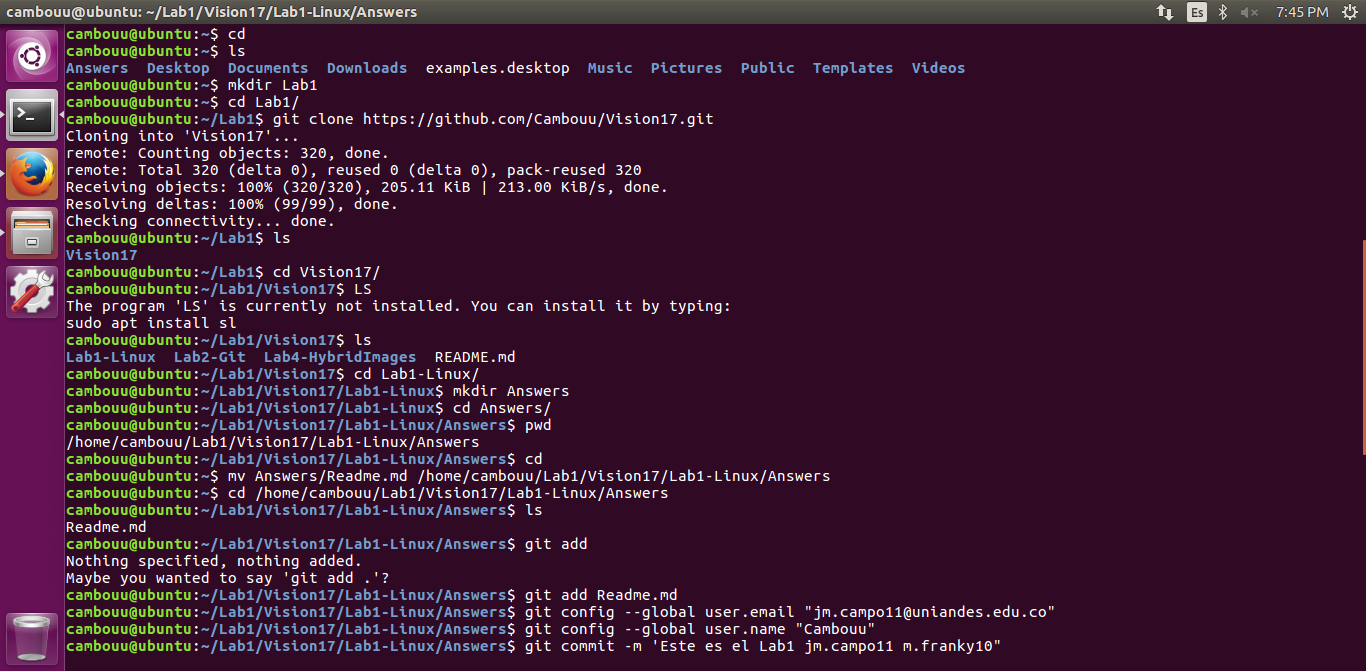 cambouu@ubuntu: ~/Lab1/Vision17/Lab1-Linux/Answers
Es
7:45 PM
cambouu@ubuntu:~$ cd
cambouu@ubuntu:~$ ls
Answers  Desktop  Documents  Downloads  examples.desktop  Music  Pictures  Public  Templates  Videos
cambouu@ubuntu:~$ mkdir Lab1
cambouu@ubuntu:~$ cd Lab1/
cambouu@ubuntu:~/Lab1$ git clone https://github.com/Cambouu/Vision17.git
Cloning into 'Vision17'...
remote: Counting objects: 320, done.
remote: Total 320 (delta 0), reused 0 (delta 0), pack-reused 320
Receiving objects: 100% (320/320), 205.11 KiB | 213.00 KiB/s, done.
Resolving deltas: 100% (99/99), done.
Checking connectivity... done.
cambouu@ubuntu:~/Lab1$ ls
Vision17
cambouu@ubuntu:~/Lab1$ cd Vision17/
cambouu@ubuntu:~/Lab1/Vision17$ LS
The program 'LS' is currently not installed. You can install it by typing:
sudo apt install sl
cambouu@ubuntu:~/Lab1/Vision17$ ls
Lab1-Linux  Lab2-Git  Lab4-HybridImages  README.md
cambouu@ubuntu:~/Lab1/Vision17$ cd Lab1-Linux/
cambouu@ubuntu:~/Lab1/Vision17/Lab1-Linux$ mkdir Answers
cambouu@ubuntu:~/Lab1/Vision17/Lab1-Linux$ cd Answers/
cambouu@ubuntu:~/Lab1/Vision17/Lab1-Linux/Answers$ pwd
/home/cambouu/Lab1/Vision17/Lab1-Linux/Answers
cambouu@ubuntu:~/Lab1/Vision17/Lab1-Linux/Answers$ cd
cambouu@ubuntu:~$ mv Answers/Readme.md /home/cambouu/Lab1/Vision17/Lab1-Linux/Answers
cambouu@ubuntu:~$ cd /home/cambouu/Lab1/Vision17/Lab1-Linux/Answers
cambouu@ubuntu:~/Lab1/Vision17/Lab1-Linux/Answers$ ls
Readme.md
cambouu@ubuntu:~/Lab1/Vision17/Lab1-Linux/Answers$ git add
Nothing specified, nothing added.
Maybe you wanted to say 'git add .'?
cambouu@ubuntu:~/Lab1/Vision17/Lab1-Linux/Answers$ git add Readme.md
cambouu@ubuntu:~/Lab1/Vision17/Lab1-Linux/Answers$ git config --global user.email "jm.campo11@uniandes.edu.co"
cambouu@ubuntu:~/Lab1/Vision17/Lab1-Linux/Answers$ git config --global user.name "Cambouu"
cambouu@ubuntu:~/Lab1/Vision17/Lab1-Linux/Answers$ git commit -m 'Este es el Lab1 jm.campo11 m.franky10"